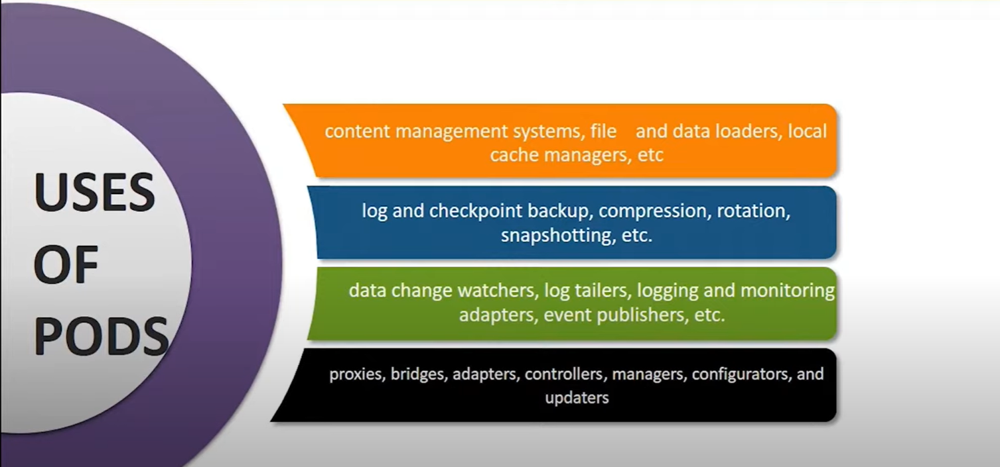 USES
OF
PODS
content management systems, file and data loaders, local
cache managers, etc
log and checkpoint backup, compression, rotation,
snapshotting, etc.
data change watchers, log tailers, logging and monitoring
adapters, event publishers, etc.
proxies, bridges, adapters, controllers, managers, configurators, and
updaters